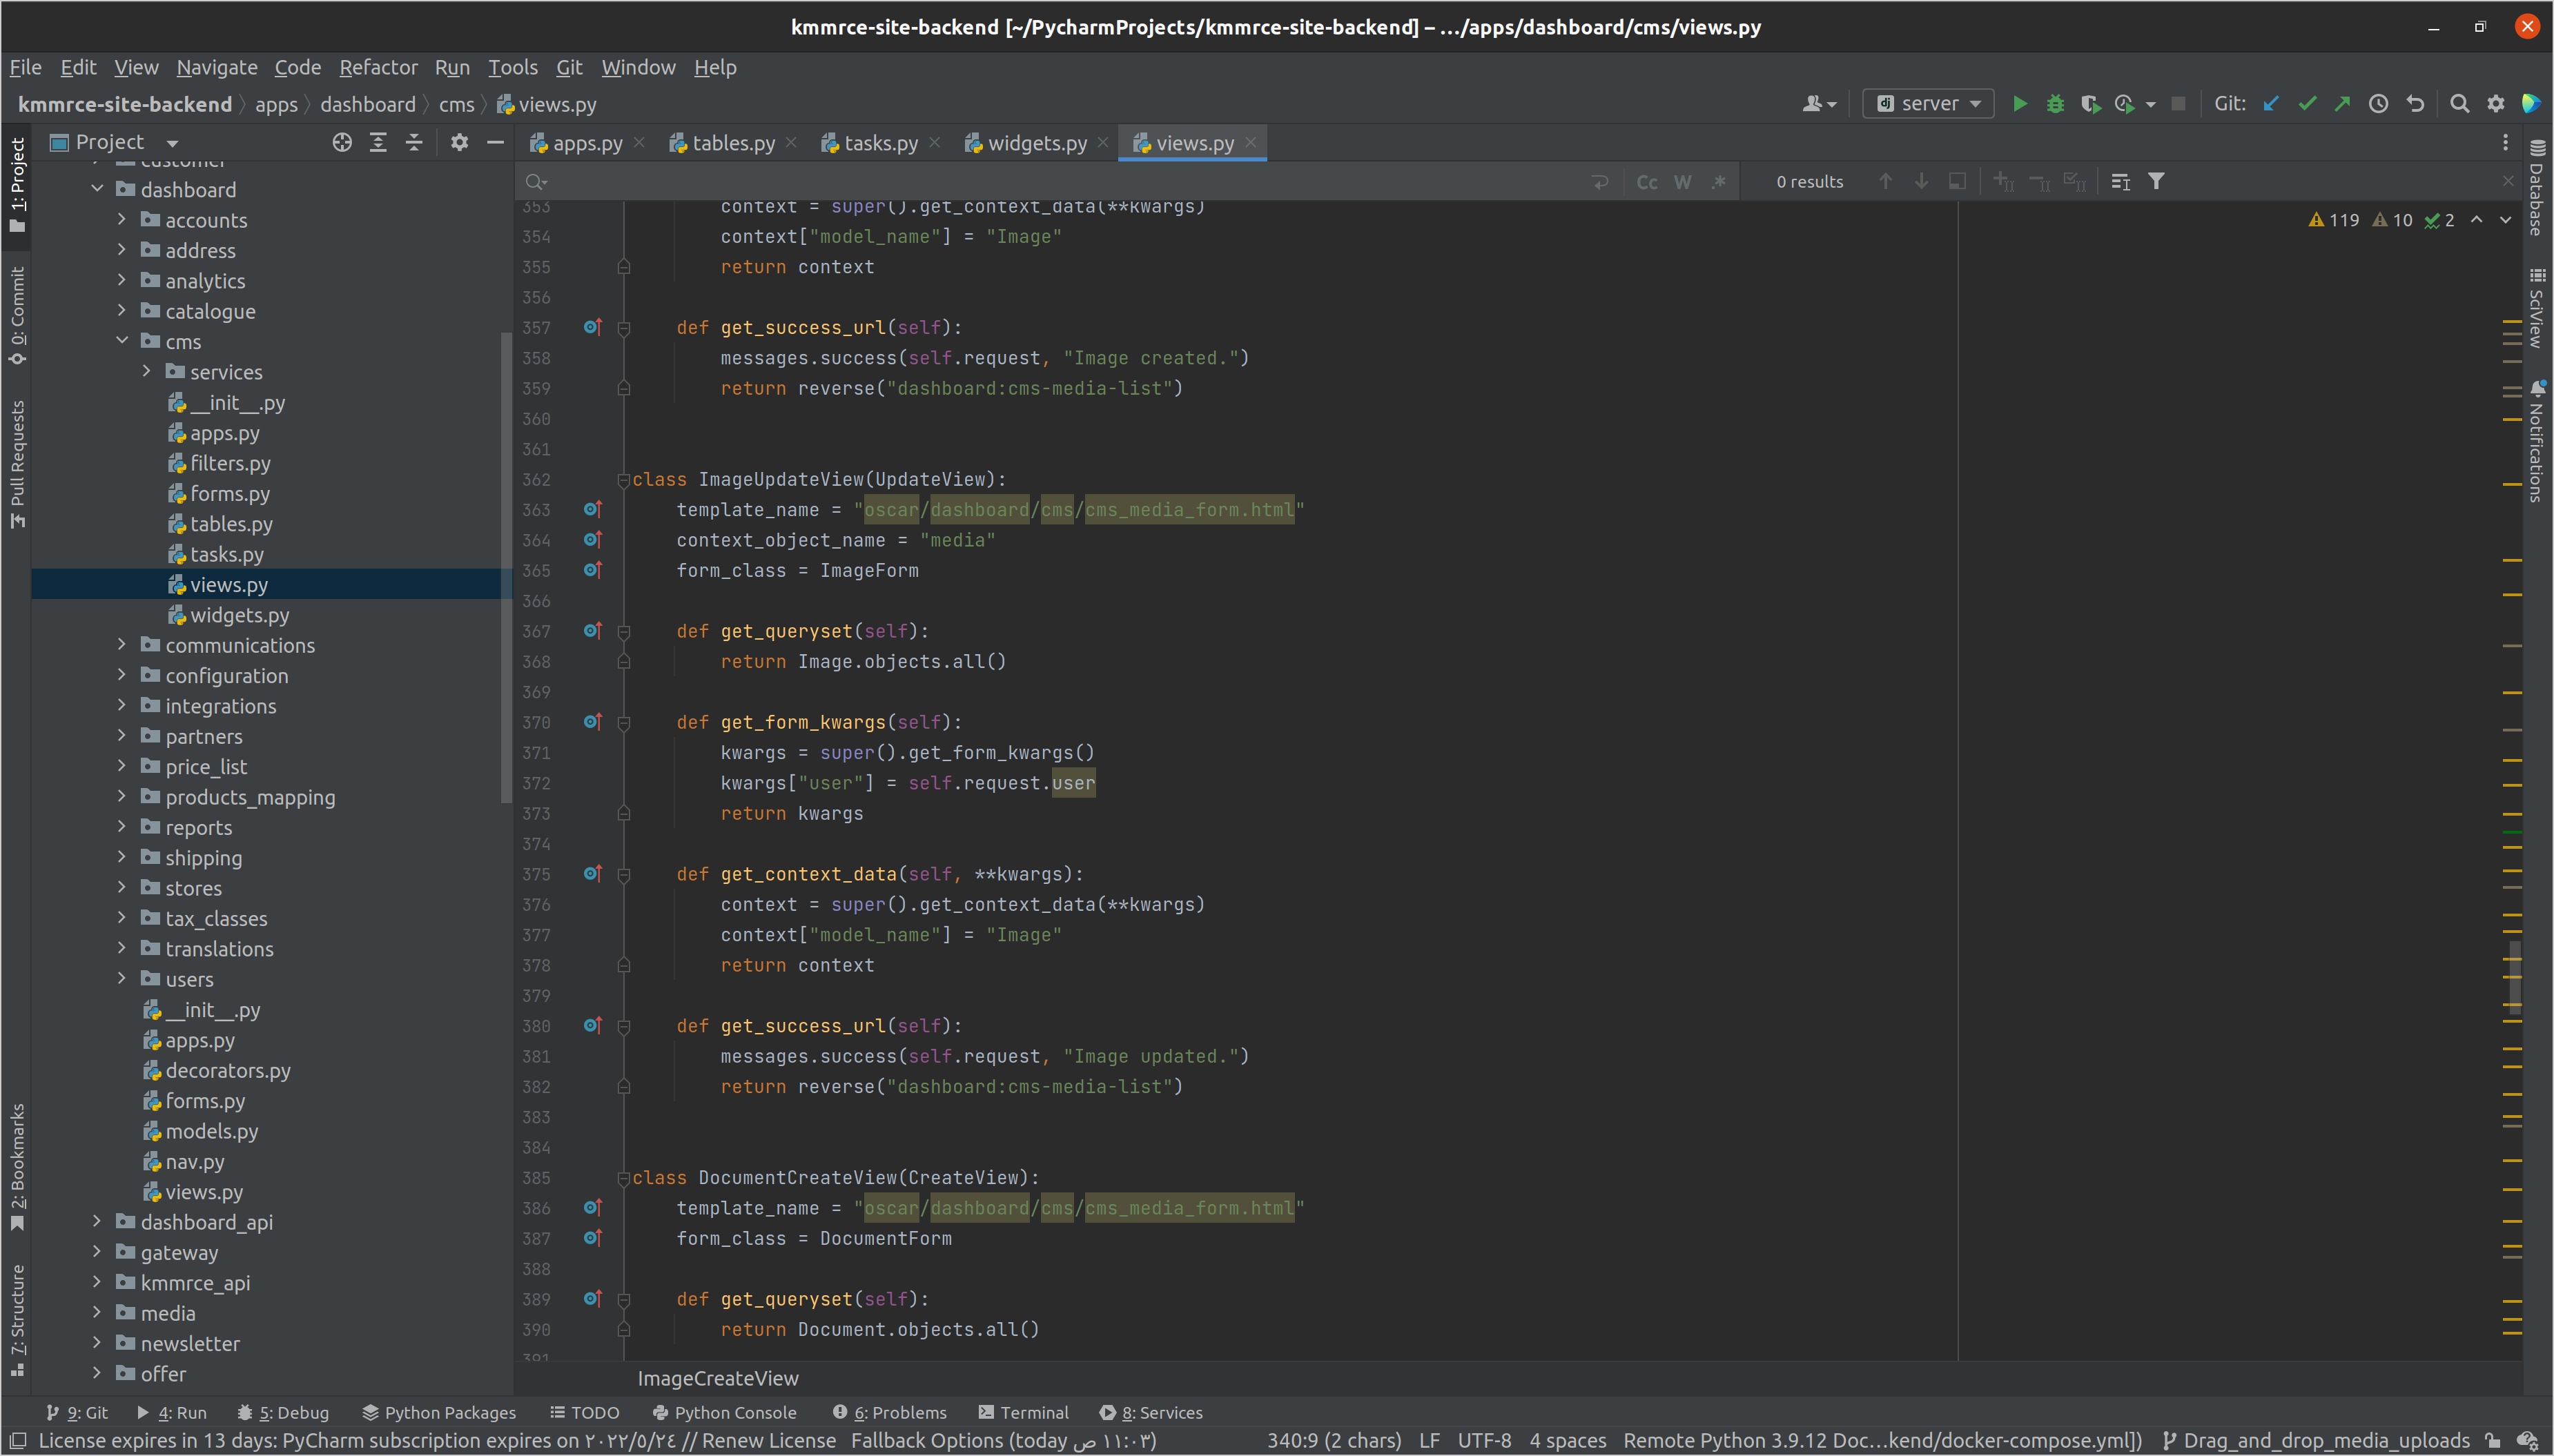 kmmrce-site-backend [~/PycharmProjects/kmmrce-site-backend] – .../apps/dashboard/cms/views.py
File Edit View Navigate Code Refactor Run Tools Git Window Help
kmmrce-site-backend apps dashboard cms views.py
server
Git:
Project
apps.py
tables.py
tasks.py
widgets.py
views.py
Cc W .*
0 results
119 10 2
1: Project
0: Commit
Pull Requests
2: Bookmarks
7: Structure
customer
dashboard
accounts
address
analytics
catalogue
cms
services
__init__.py
apps.py
filters.py
forms.py
tables.py
tasks.py
views.py
widgets.py
communications
configuration
integrations
partners
price_list
products_mapping
reports
shipping
stores
tax_classes
translations
users
__init__.py
apps.py
decorators.py
forms.py
models.py
nav.py
views.py
dashboard_api
gateway
kmmrce_api
media
newsletter
offer
353 context = super().get_context_data(**kwargs)
354 context["model_name"] = "Image"
355 return context
356
357 def get_success_url(self):
358 messages.success(self.request, "Image created.")
359 return reverse("dashboard:cms-media-list")
360
361
362 class ImageUpdateView(UpdateView):
363 template_name = "oscar/dashboard/cms/cms_media_form.html"
364 context_object_name = "media"
365 form_class = ImageForm
366
367 def get_queryset(self):
368 return Image.objects.all()
369
370 def get_form_kwargs(self):
371 kwargs = super().get_form_kwargs()
372 kwargs["user"] = self.request.user
373 return kwargs
374
375 def get_context_data(self, **kwargs):
376 context = super().get_context_data(**kwargs)
377 context["model_name"] = "Image"
378 return context
379
380 def get_success_url(self):
381 messages.success(self.request, "Image updated.")
382 return reverse("dashboard:cms-media-list")
383
384
385 class DocumentCreateView(CreateView):
386 template_name = "oscar/dashboard/cms/cms_media_form.html"
387 form_class = DocumentForm
388
389 def get_queryset(self):
390 return Document.objects.all()
391
ImageCreateView
Database
SciView
Notifications
9: Git 4: Run 5: Debug Python Packages TODO Python Console 6: Problems Terminal 8: Services
License expires in 13 days: PyCharm subscription expires on ٢٠٢٢/٥/٢٤ // Renew License Fallback Options (today ١١:٠٣ ص)
340:9 (2 chars) LF UTF-8 4 spaces Remote Python 3.9.12 Doc...kend/docker-compose.yml]) Drag_and_drop_media_uploads